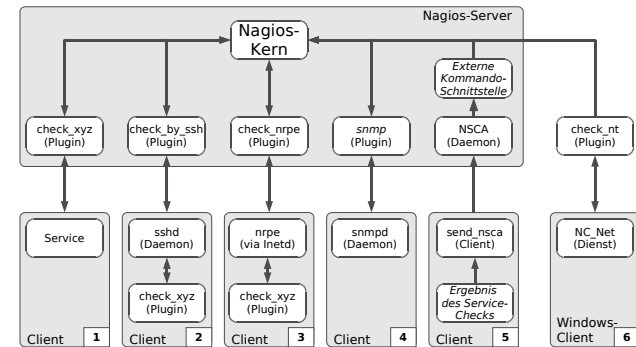 Nagios-Server
Nagios-
Kern
Externe
Kommando-
Schnittstelle
check_xyz
(Plugin)
check_by_ssh
(Plugin)
check_nrpe
(Plugin)
snmp
(Plugin)
NSCA
(Daemon)
check_nt
(Plugin)
Service
sshd
(Daemon)
nrpe
(via Inetd)
snmpd
(Daemon)
send_nsca
(Client)
NC_Net
(Dienst)
check_xyz
(Plugin)
check_xyz
(Plugin)
Ergebnis
des Service-
Checks
Client 1
Client 2
Client 3
Client 4
Client 5
Windows-
Client 6